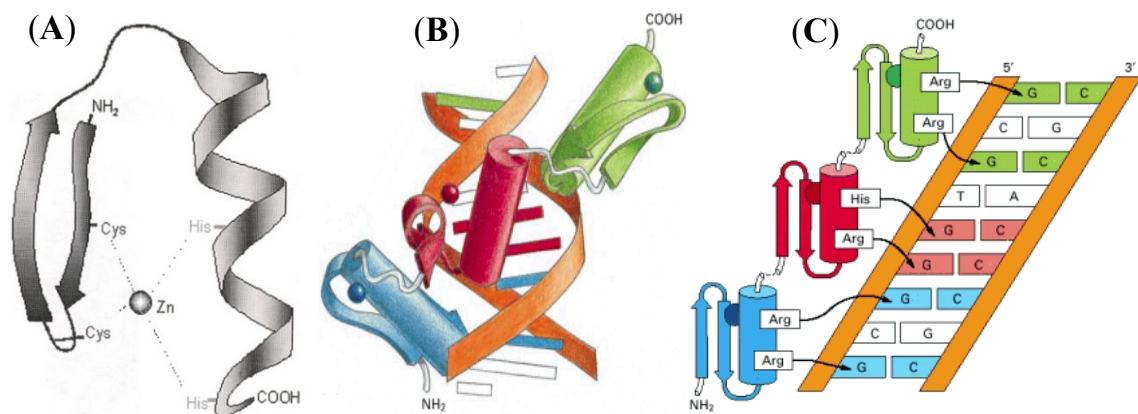 (A)
NH2
Cys
His
Zn
Cys
His
COOH
(B)
COOH
NH2
(C)
COOH
5′ 3′
Arg G C
Arg C G
G C
T A
His G C
Arg G C
Arg G C
C G
Arg G C
NH2